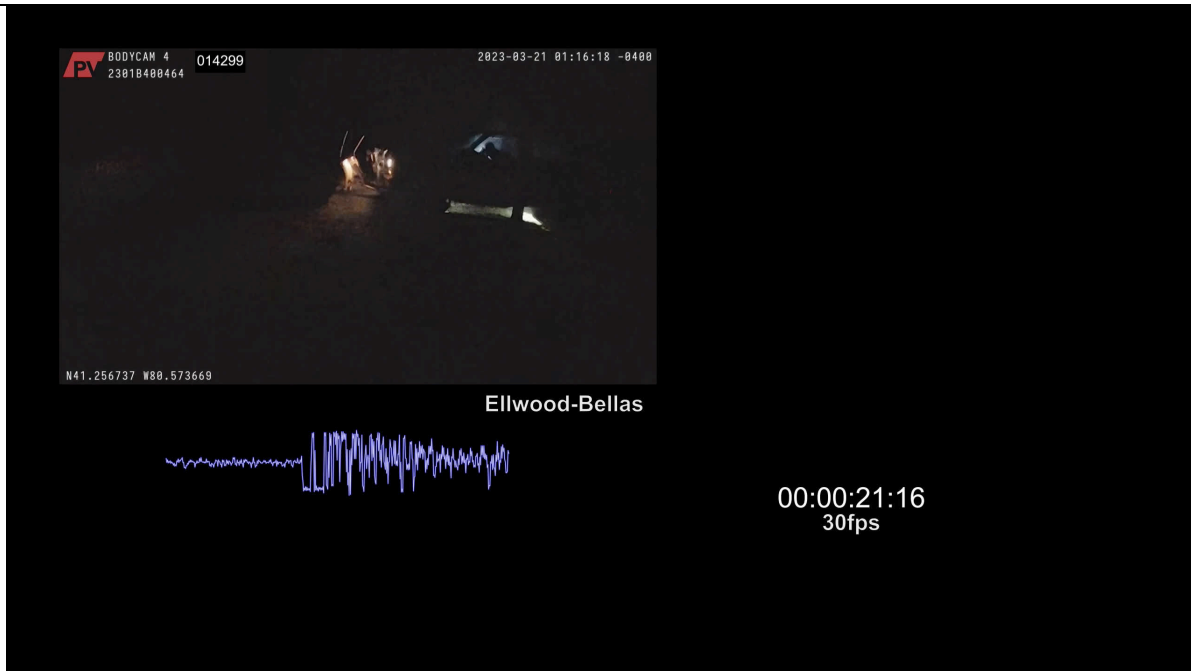 PV
BODYCAM 4
2301B400464
014299
2023-03-21 01:16:18 -0400
N41.256737 W80.573669
Ellwood-Bellas
00:00:21:16
30fps